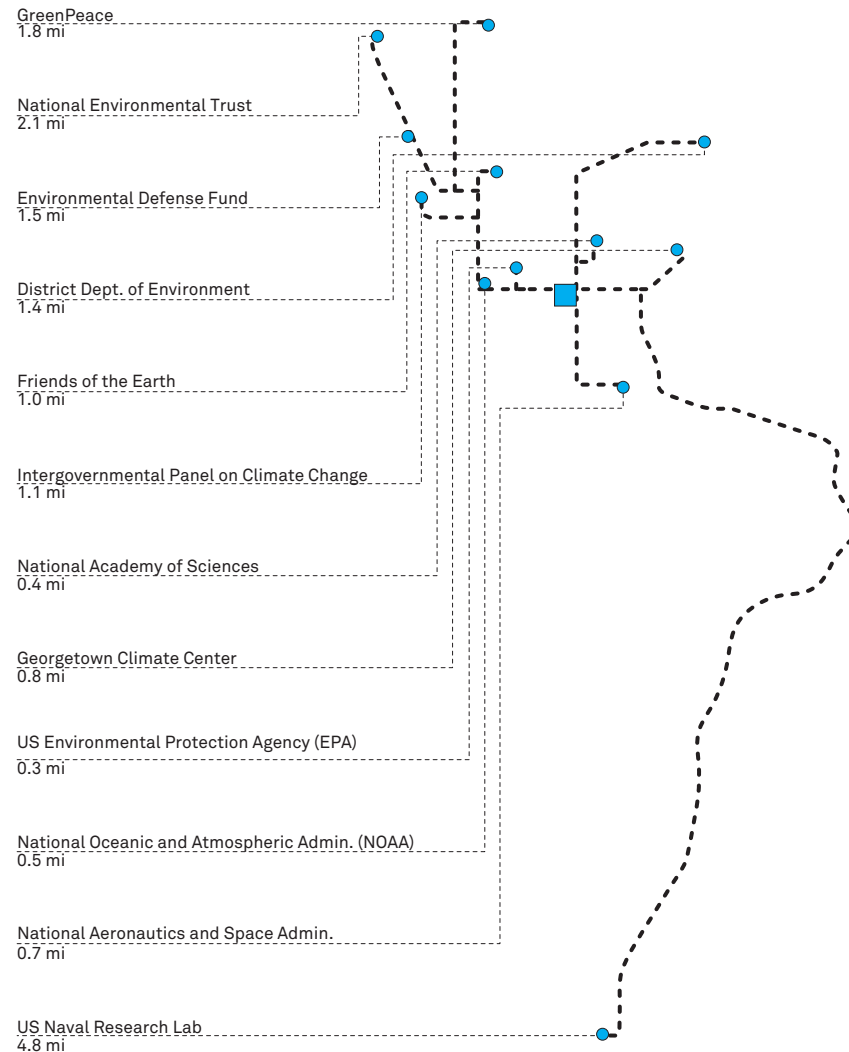 GreenPeace
1.8 mi
National Environmental Trust
2.1 mi
Environmental Defense Fund
1.5 mi
District Dept. of Environment
1.4 mi
Friends of the Earth
1.0 mi
Intergovernmental Panel on Climate Change
1.1 mi
National Academy of Sciences
0.4 mi
Georgetown Climate Center
0.8 mi
US Environmental Protection Agency (EPA)
0.3 mi
National Oceanic and Atmospheric Admin. (NOAA)
0.5 mi
National Aeronautics and Space Admin.
0.7 mi
US Naval Research Lab
4.8 mi